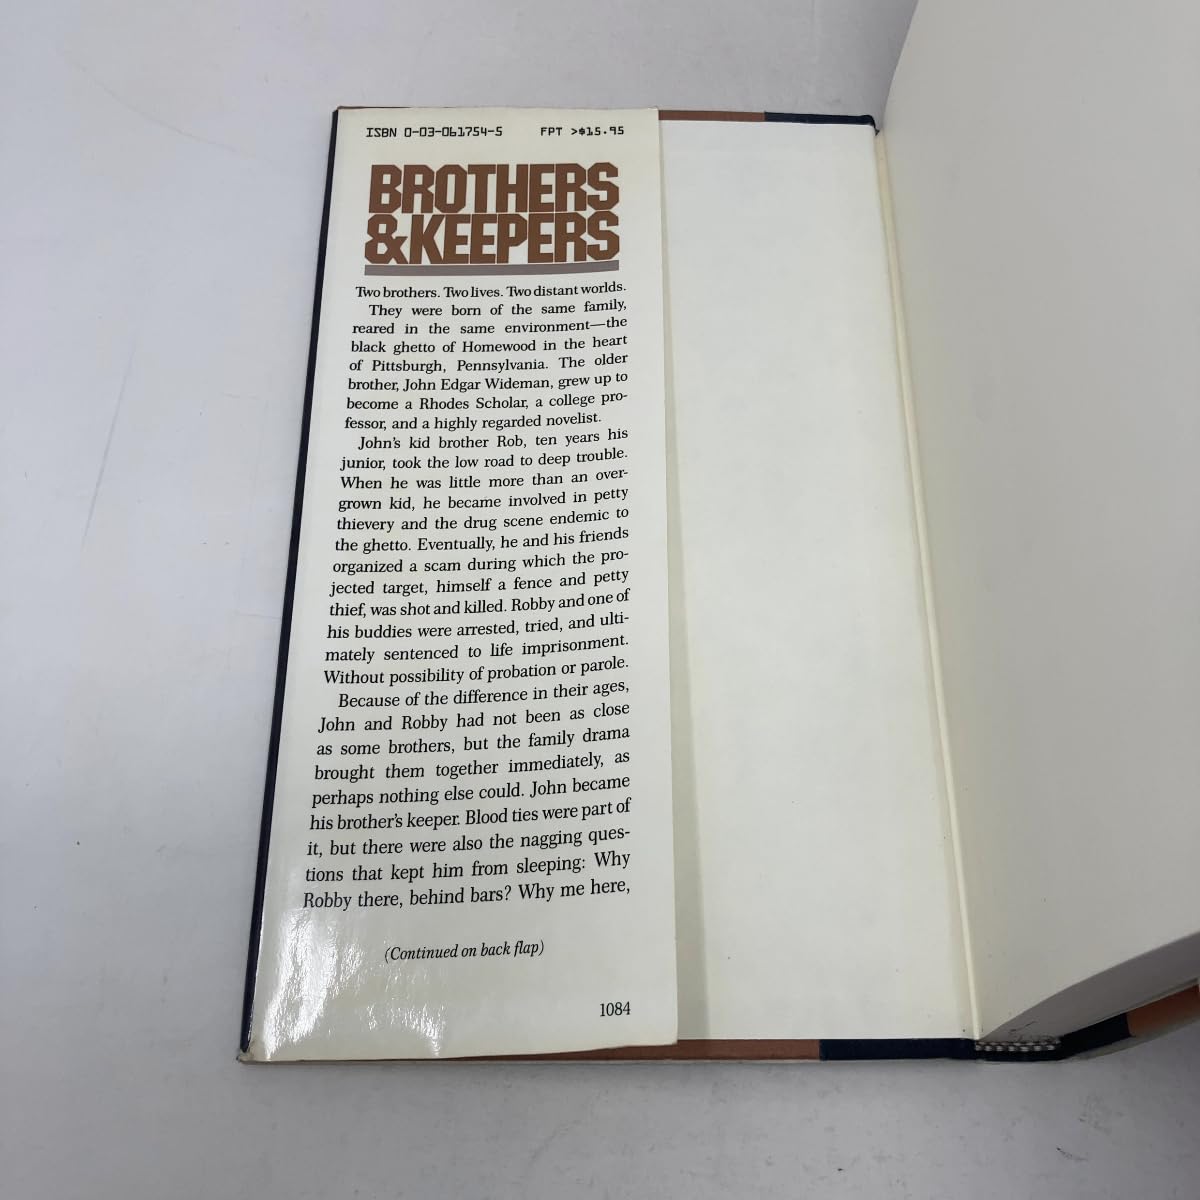 ISBN 0-03-061754-5 FPT >$15.95
BROTHERS
&KEEPERS
Two brothers. Two lives. Two distant worlds.
They were born of the same family,
reared in the same environment—the
black ghetto of Homewood in the heart
of Pittsburgh, Pennsylvania. The older
brother, John Edgar Wideman, grew up to
become a Rhodes Scholar, a college pro-
fessor, and a highly regarded novelist.
John's kid brother Rob, ten years his
junior, took the low road to deep trouble.
When he was little more than an over-
grown kid, he became involved in petty
thievery and the drug scene endemic to
the ghetto. Eventually, he and his friends
organized a scam during which the pro-
jected target, himself a fence and petty
thief, was shot and killed. Robby and one of
his buddies were arrested, tried, and ulti-
mately sentenced to life imprisonment.
Without possibility of probation or parole.
Because of the difference in their ages,
John and Robby had not been as close
as some brothers, but the family drama
brought them together immediately, as
perhaps nothing else could. John became
his brother's keeper. Blood ties were part of
it, but there were also the nagging ques-
tions that kept him from sleeping: Why
Robby there, behind bars? Why me here,
(Continued on back flap)
1084